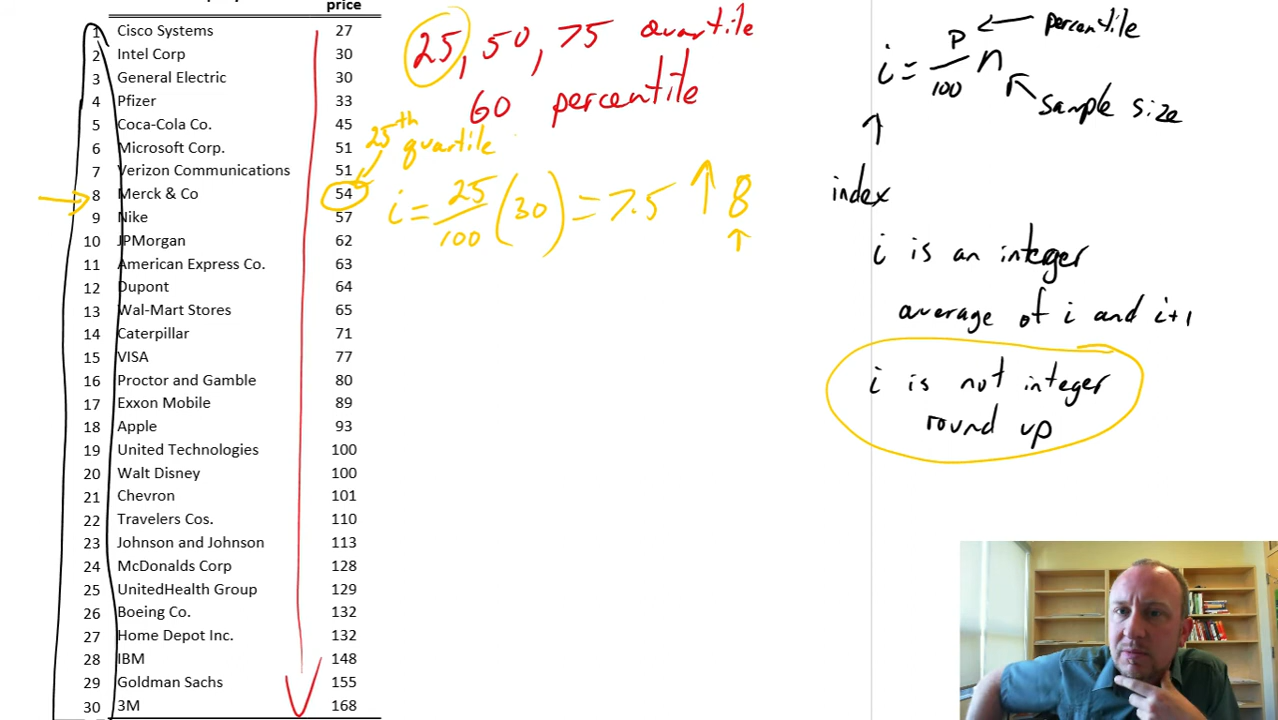 price
1 Cisco Systems 27
2 Intel Corp 30
3 General Electric 30
4 Pfizer 33
5 Coca-Cola Co. 45
6 Microsoft Corp. 51
7 Verizon Communications 51
8 Merck & Co 54
9 Nike 57
10 JPMorgan 62
11 American Express Co. 63
12 Dupont 64
13 Wal-Mart Stores 65
14 Caterpillar 71
15 VISA 77
16 Proctor and Gamble 80
17 Exxon Mobile 89
18 Apple 93
19 United Technologies 100
20 Walt Disney 100
21 Chevron 101
22 Travelers Cos. 110
23 Johnson and Johnson 113
24 McDonalds Corp 128
25 UnitedHealth Group 129
26 Boeing Co. 132
27 Home Depot Inc. 132
28 IBM 148
29 Goldman Sachs 155
30 3M 168
25, 50, 75 quartile
60 percentile
25th
quartile
i = 25/100 (30) = 7.5 ↑ 8
i = P/100 n
percentile
sample size
index
i is an integer
average of i and i+1
i is not integer
round up